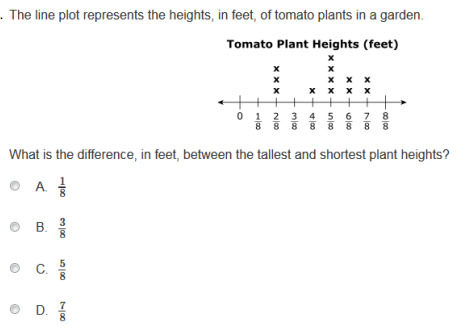 . The line plot represents the heights, in feet, of tomato plants in a garden.
Tomato Plant Heights (feet)
x
x x
x x x x
x x x x x
0 1/8 2/8 3/8 4/8 5/8 6/8 7/8 8/8
What is the difference, in feet, between the tallest and shortest plant heights?
A. 1/8
B. 3/8
C. 5/8
D. 7/8